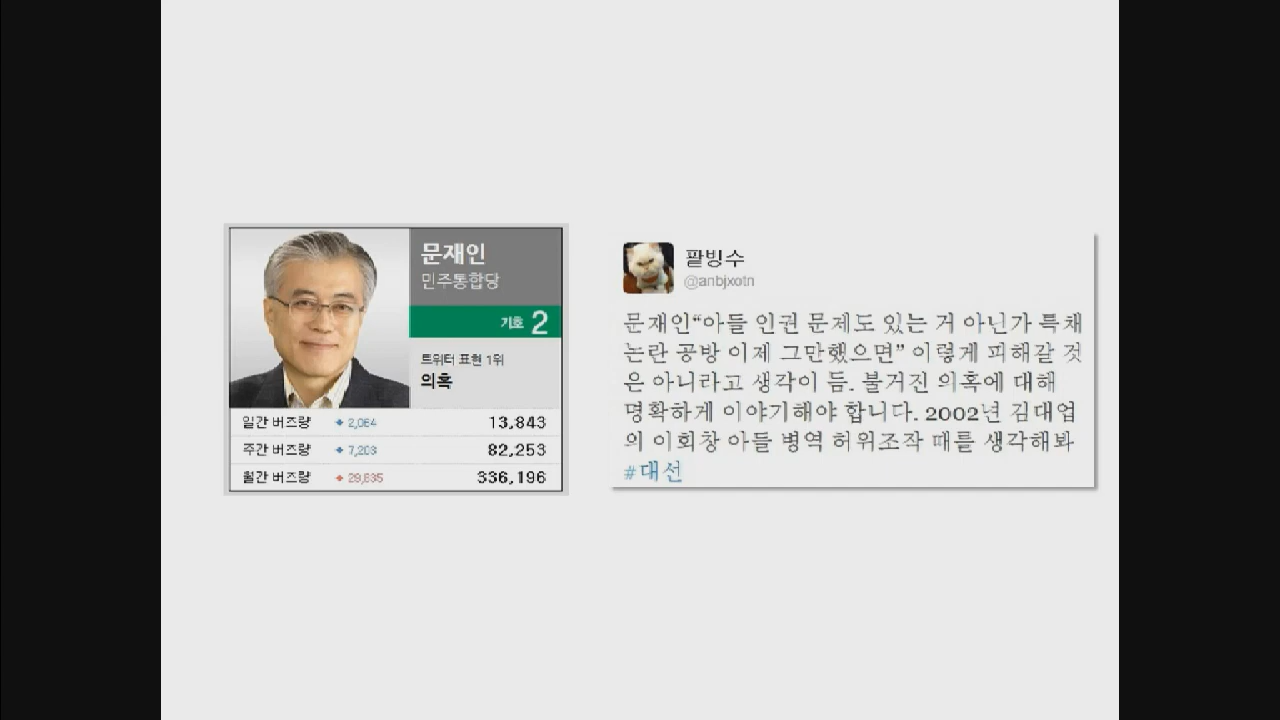 문재인
민주통합당
기호 2
트위터 표현 1위
의혹
일간 버즈량 2,064 13,843
주간 버즈량 7,203 82,253
월간 버즈량 29,835 336,196
팥빙수
@anbjxotn
문재인“아들 인권 문제도 있는 거 아닌가 특채
논란 공방 이제 그만했으면” 이렇게 피해갈 것
은 아니라고 생각이 듬. 불거진 의혹에 대해
명확하게 이야기해야 합니다. 2002년 김대업
의 이회창 아들 병역 허위조작 때를 생각해봐
#대선